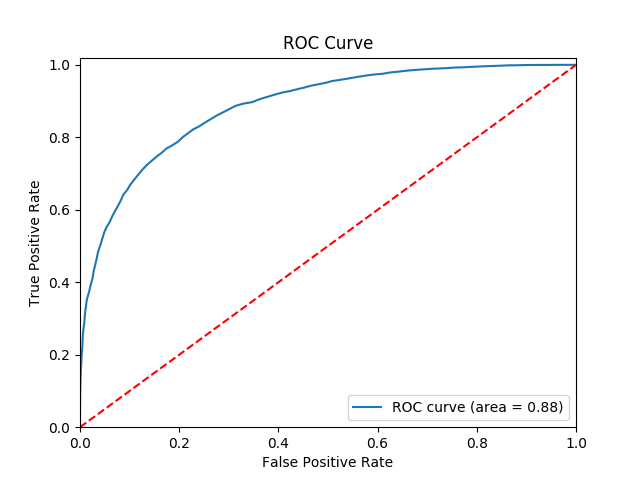 ROC Curve
1.0
0.8
0.6
0.4
0.2
0.0
True Positive Rate
ROC curve (area = 0.88)
0.0 0.2 0.4 0.6 0.8 1.0
False Positive Rate